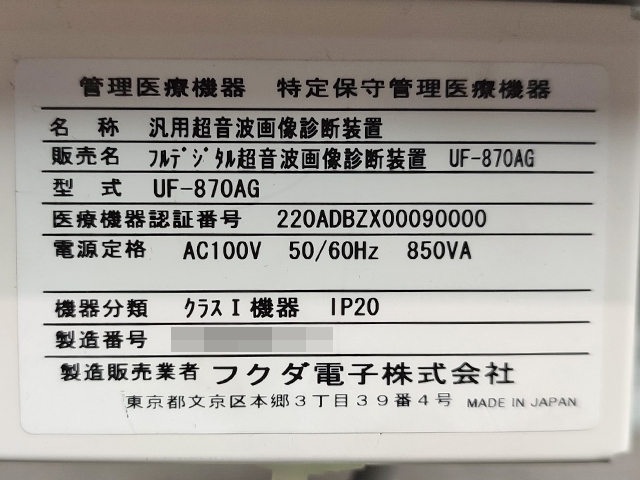 管理医療機器　特定保守管理医療機器
名　称　汎用超音波画像診断装置
販売名　ﾌﾙﾃﾞｼﾞﾀﾙ超音波画像診断装置　UF-870AG
型　式　UF-870AG
医療機器認証番号　220ADBZX00090000
電源定格　AC100V　50/60Hz　850VA
機器分類　ｸﾗｽⅠ機器　IP20
製造番号
製造販売業者　フクダ電子株式会社
東京都文京区本郷３丁目３９番４号　MADE IN JAPAN